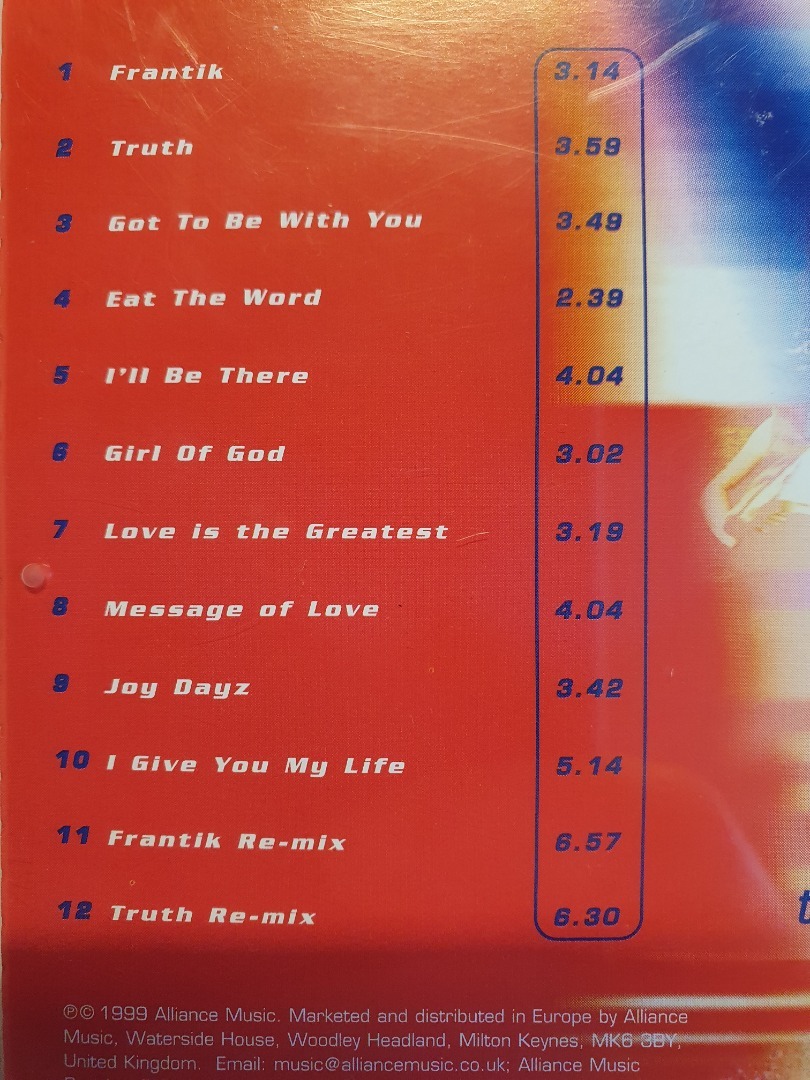 1 Frantik 3.14
2 Truth 3.59
3 Got To Be With You 3.49
4 Eat The Word 2.39
5 I'll Be There 4.04
6 Girl Of God 3.02
7 Love is the Greatest 3.19
8 Message of Love 4.04
9 Joy Dayz 3.42
10 I Give You My Life 5.14
11 Frantik Re-mix 6.57
12 Truth Re-mix 6.30
℗© 1999 Alliance Music. Marketed and distributed in Europe by Alliance
Music, Waterside House, Woodley Headland, Milton Keynes, MK6 3BY,
United Kingdom. Email: music@alliancemusic.co.uk; Alliance Music